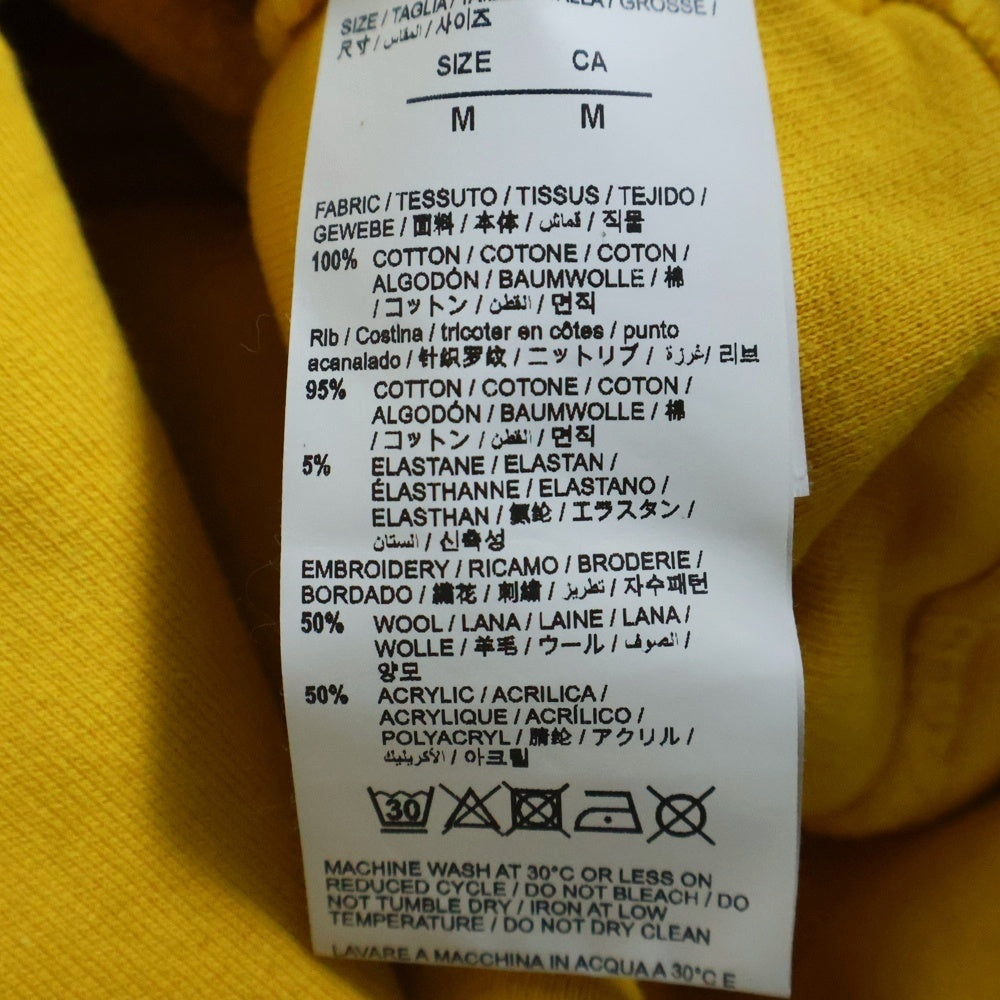 SIZE / TAGLIA / GROSSE /
尺寸 / المقاس / 사이즈
SIZE CA
M M
FABRIC / TESSUTO / TISSUS / TEJIDO /
GEWEBE / 面料 / 本体 / قماش / 직물
100% COTTON / COTONE / COTON /
ALGODÓN / BAUMWOLLE / 棉
/ コットン / القطن / 면직
Rib / Costina / tricoter en côtes / punto
acanalado / 针织罗纹 / ニットリブ / غرزة / 리브
95% COTTON / COTONE / COTON /
ALGODÓN / BAUMWOLLE / 棉
/ コットン / القطن / 면직
5% ELASTANE / ELASTAN /
ÉLASTHANNE / ELASTANO /
ELASTHAN / 氨纶 / エラスタン /
الستان / 신축성
EMBROIDERY / RICAMO / BRODERIE /
BORDADO / 繡花 / 刺繍 / تطريز / 자수패턴
50% WOOL / LANA / LAINE / LANA /
WOLLE / 羊毛 / ウール / الصوف /
양모
50% ACRYLIC / ACRILICA /
ACRYLIQUE / ACRÍLICO /
POLYACRYL / 腈纶 / アクリル /
الأكريليك / 아크릴
30
MACHINE WASH AT 30°C OR LESS ON
REDUCED CYCLE / DO NOT BLEACH / DO
NOT TUMBLE DRY / IRON AT LOW
TEMPERATURE / DO NOT DRY CLEAN
LAVARE A MACCHINA IN ACQUA A 30°C E